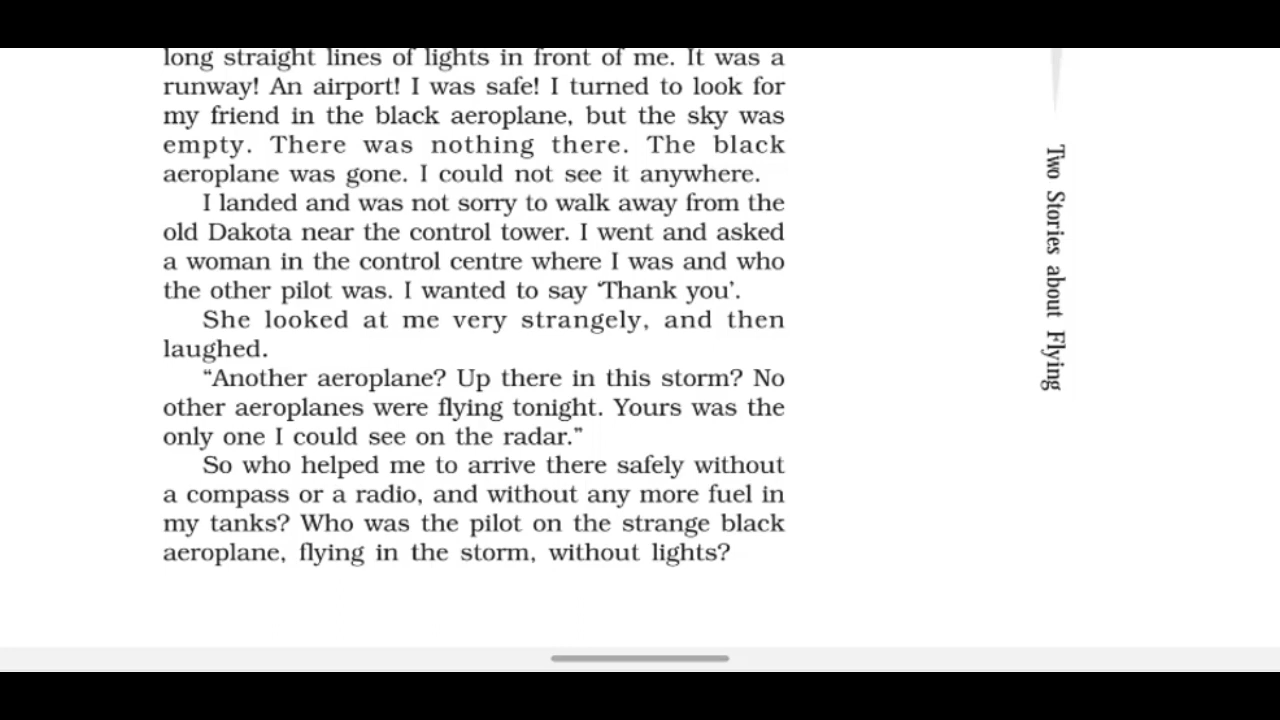 long straight lines of lights in front of me. It was a
runway! An airport! I was safe! I turned to look for
my friend in the black aeroplane, but the sky was
empty. There was nothing there. The black
aeroplane was gone. I could not see it anywhere.
I landed and was not sorry to walk away from the
old Dakota near the control tower. I went and asked
a woman in the control centre where I was and who
the other pilot was. I wanted to say ‘Thank you’.
She looked at me very strangely, and then
laughed.
“Another aeroplane? Up there in this storm? No
other aeroplanes were flying tonight. Yours was the
only one I could see on the radar.”
So who helped me to arrive there safely without
a compass or a radio, and without any more fuel in
my tanks? Who was the pilot on the strange black
aeroplane, flying in the storm, without lights?
Two Stories about Flying